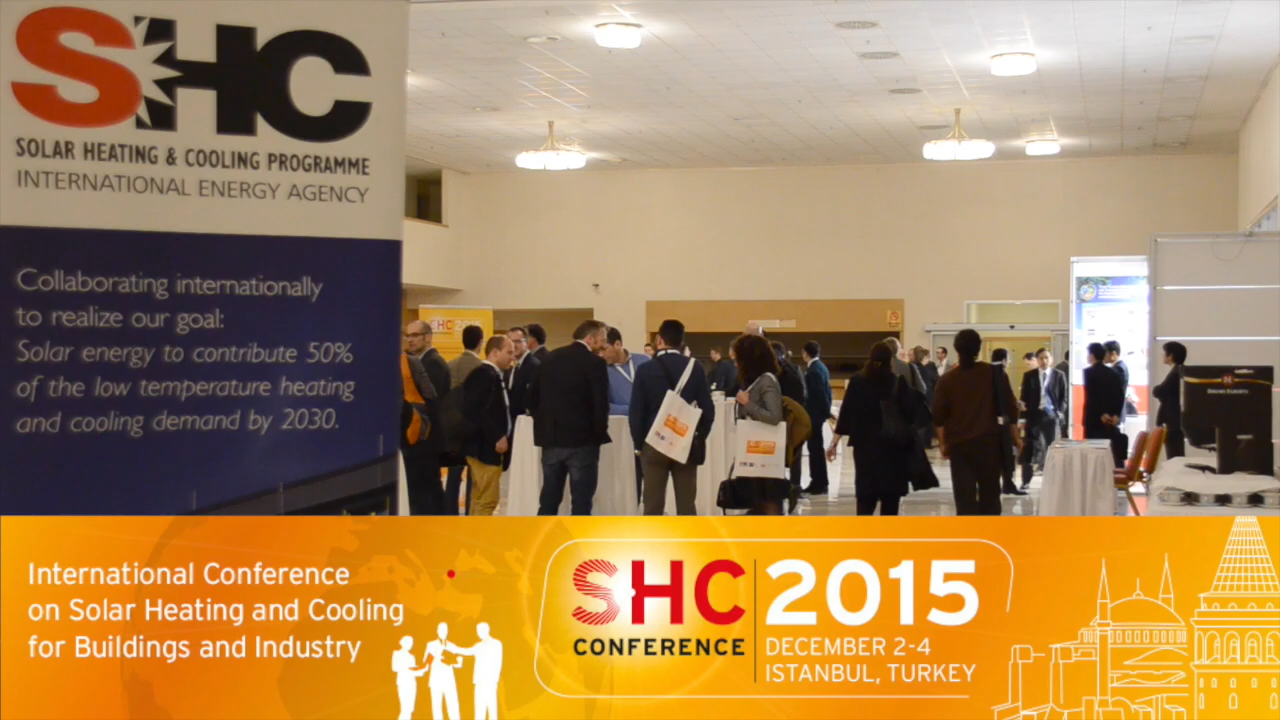 SHC
SOLAR HEATING & COOLING PROGRAMME
INTERNATIONAL ENERGY AGENCY
Collaborating internationally
to realize our goal:
Solar energy to contribute 50%
of the low temperature heating
and cooling demand by 2030.
SHC 2015
International Conference
on Solar Heating and Cooling
for Buildings and Industry
SHC
CONFERENCE
2015
DECEMBER 2-4
ISTANBUL, TURKEY